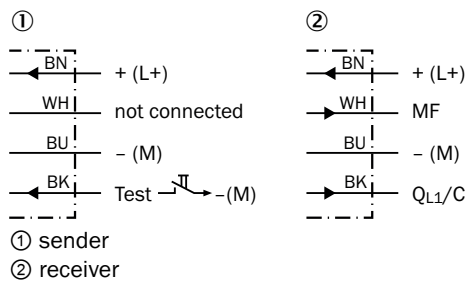 ① ②
BN + (L+) BN + (L+)
WH not connected WH MF
BU – (M) BU – (M)
BK Test –(M) BK QL1/C
① sender
② receiver